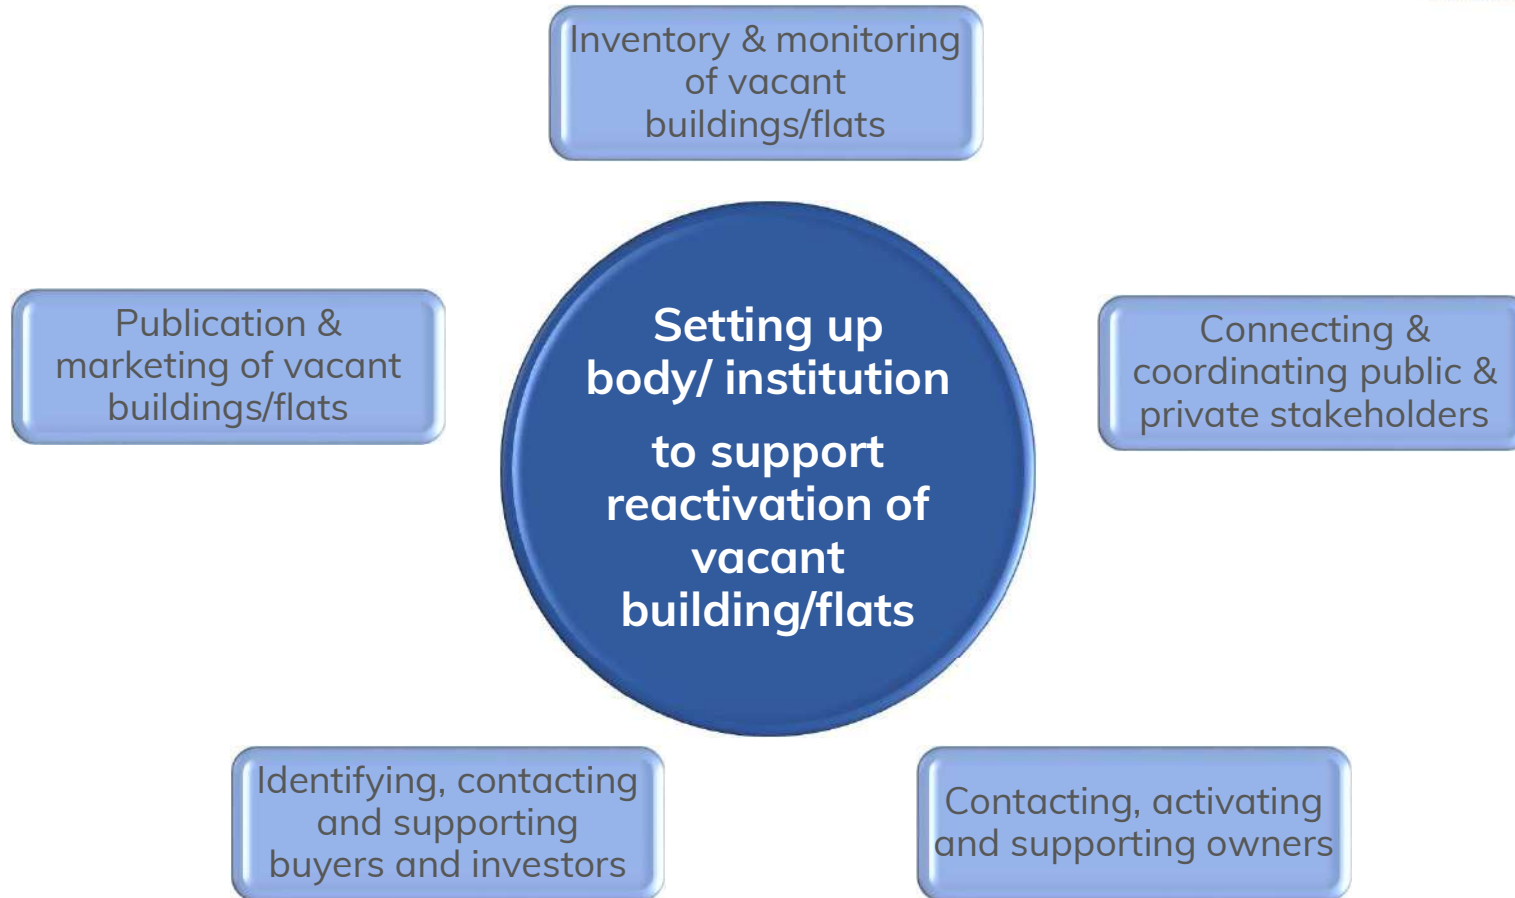 Inventory & monitoring
of vacant
buildings/flats
Publication &
marketing of vacant
buildings/flats
Setting up
body/ institution
to support
reactivation of
vacant
building/flats
Connecting &
coordinating public &
private stakeholders
Identifying, contacting
and supporting
buyers and investors
Contacting, activating
and supporting owners